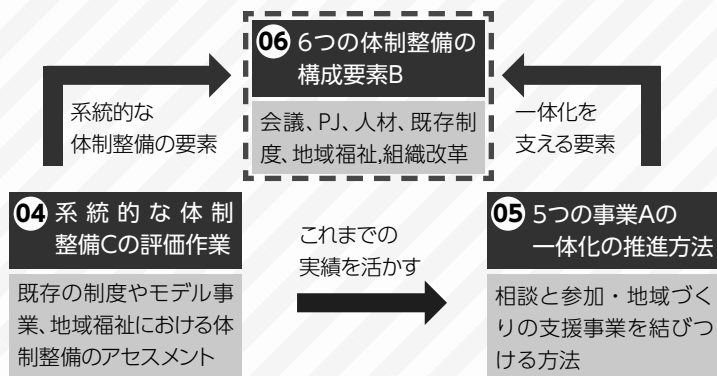 06 6つの体制整備の
構成要素B
会議、PJ、人材、既存制
度、地域福祉,組織改革
系統的な
体制整備の要素
一体化を
支える要素
04 系統的な体制
整備Cの評価作業
既存の制度やモデル事
業、地域福祉における体
制整備のアセスメント
これまでの
実績を活かす
05 5つの事業Aの
一体化の推進方法
相談と参加・地域づく
りの支援事業を結びつ
ける方法